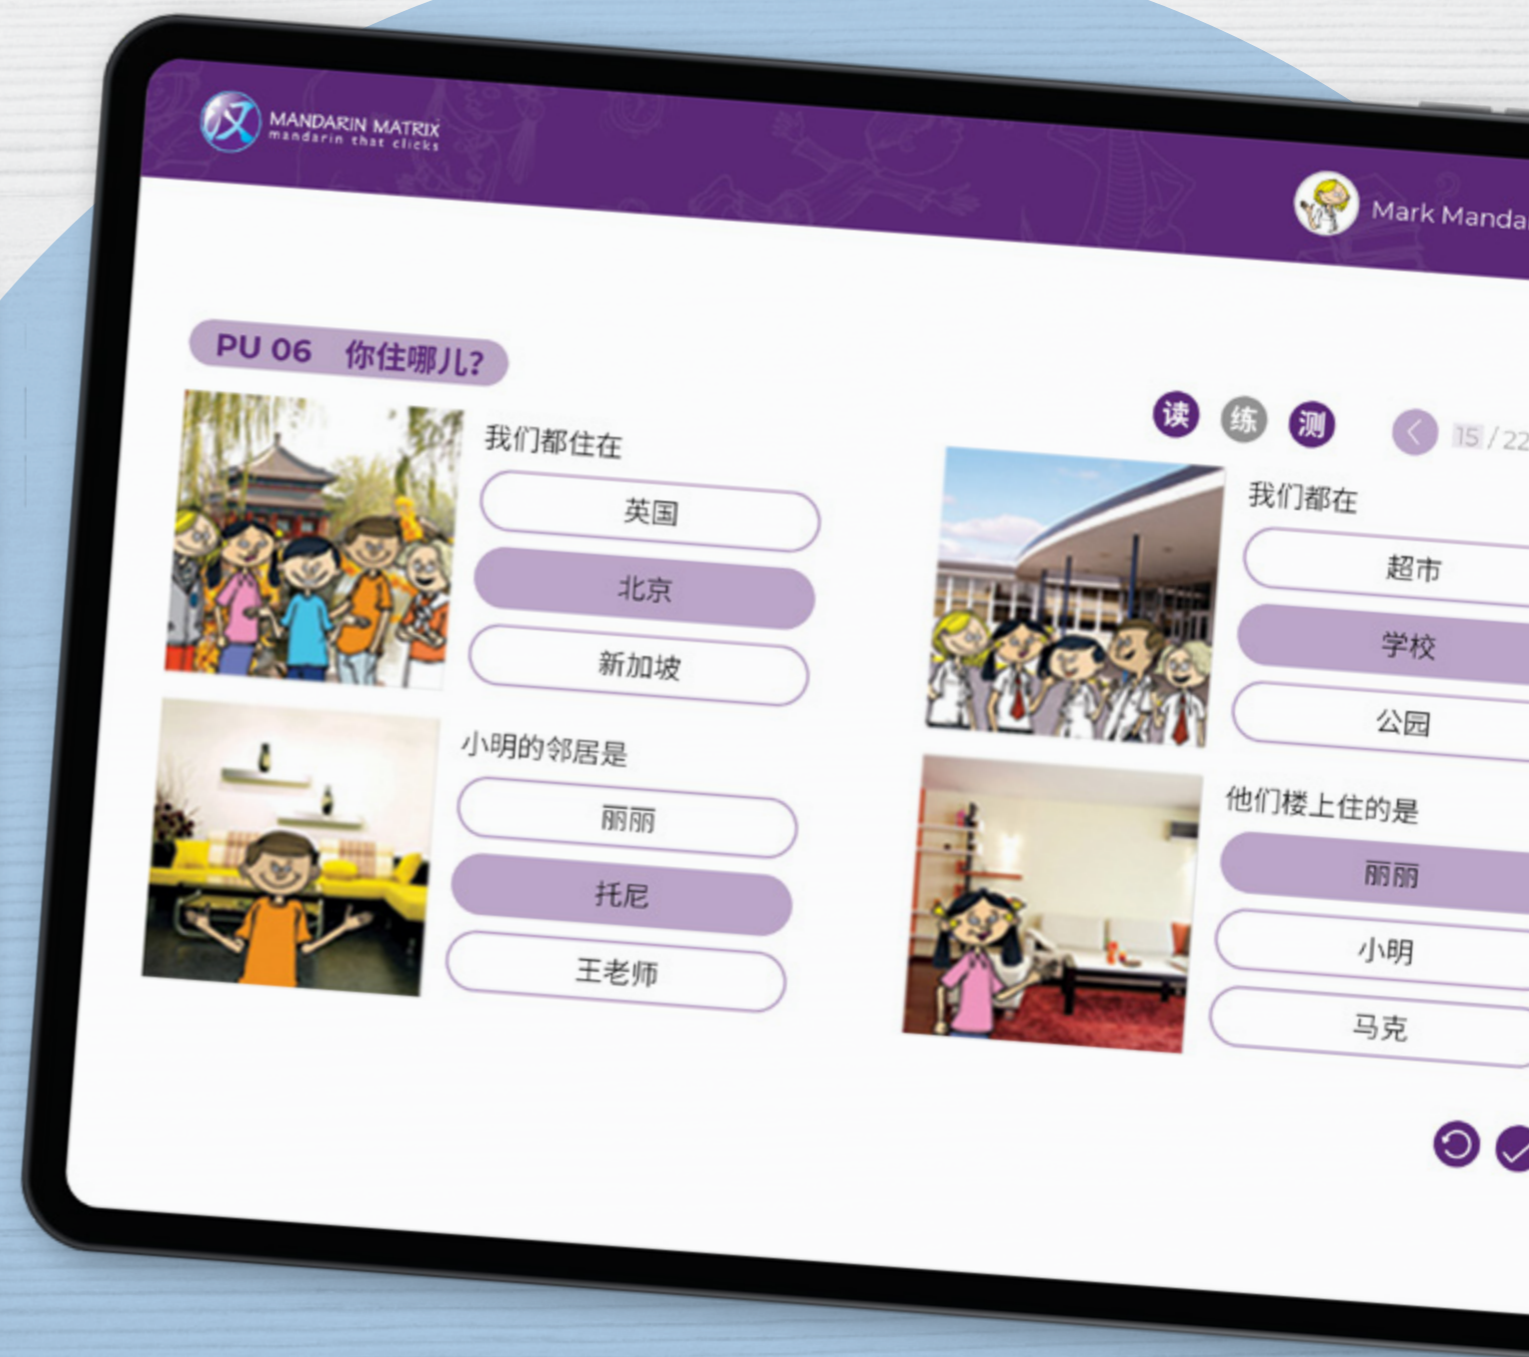 MANDARIN MATRIX
mandarin that clicks
Mark Manda
PU 06 你住哪儿?
读 练 测
15 / 22
我们都住在
英国
北京
新加坡
我们都在
超市
学校
公园
小明的邻居是
丽丽
托尼
王老师
他们楼上住的是
丽丽
小明
马克
汉